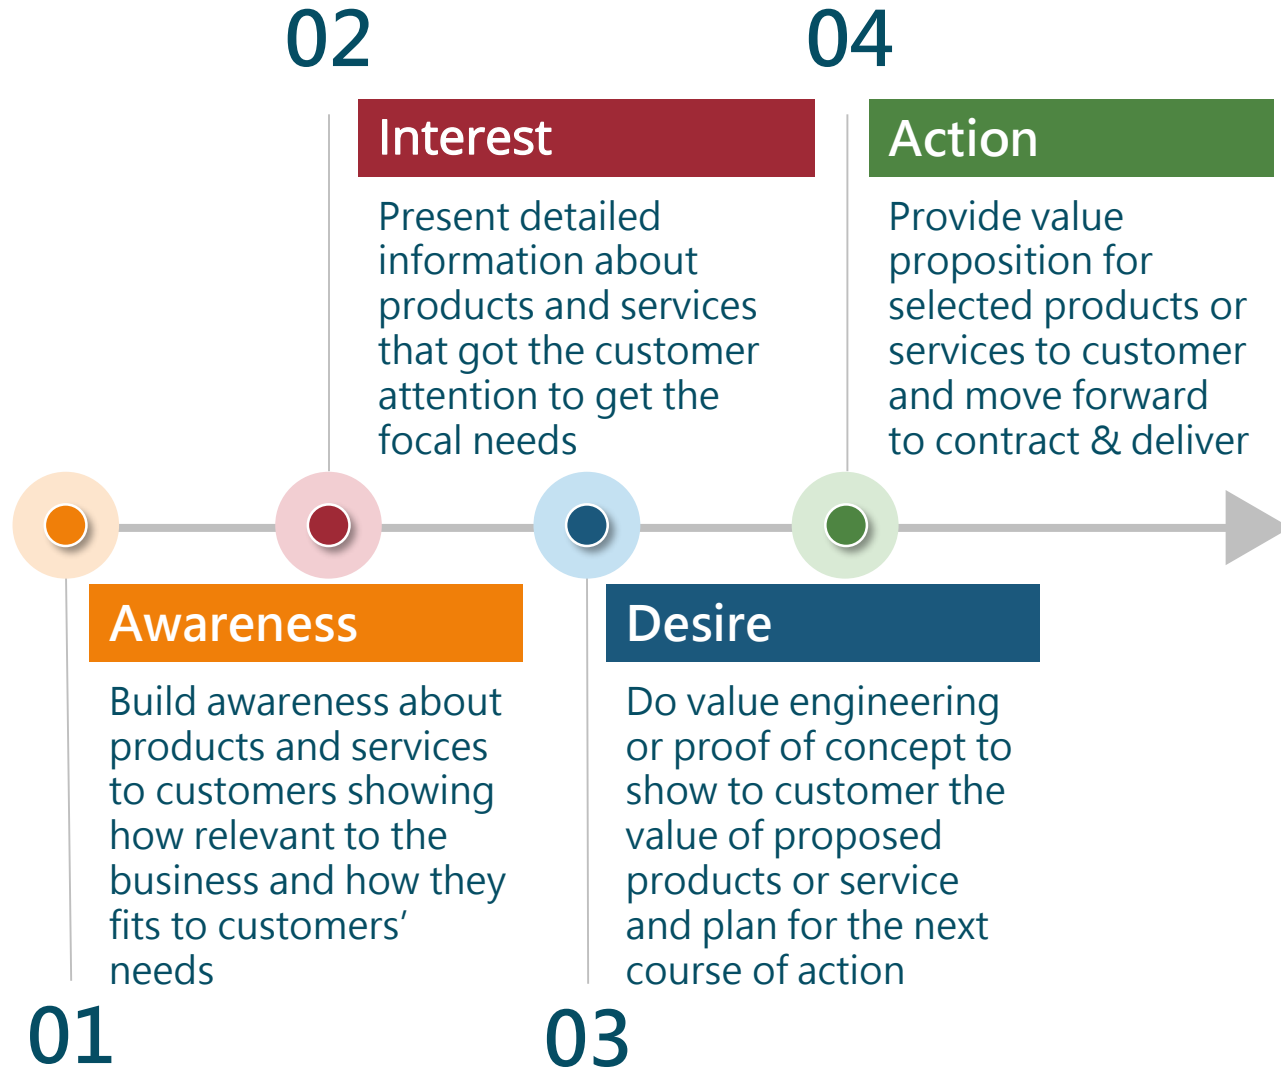 02
Interest
Present detailed
information about
products and services
that got the customer
attention to get the
focal needs
04
Action
Provide value
proposition for
selected products or
services to customer
and move forward
to contract & deliver
Awareness
Build awareness about
products and services
to customers showing
how relevant to the
business and how they
fits to customers’
needs
01
Desire
Do value engineering
or proof of concept to
show to customer the
value of proposed
products or service
and plan for the next
course of action
03